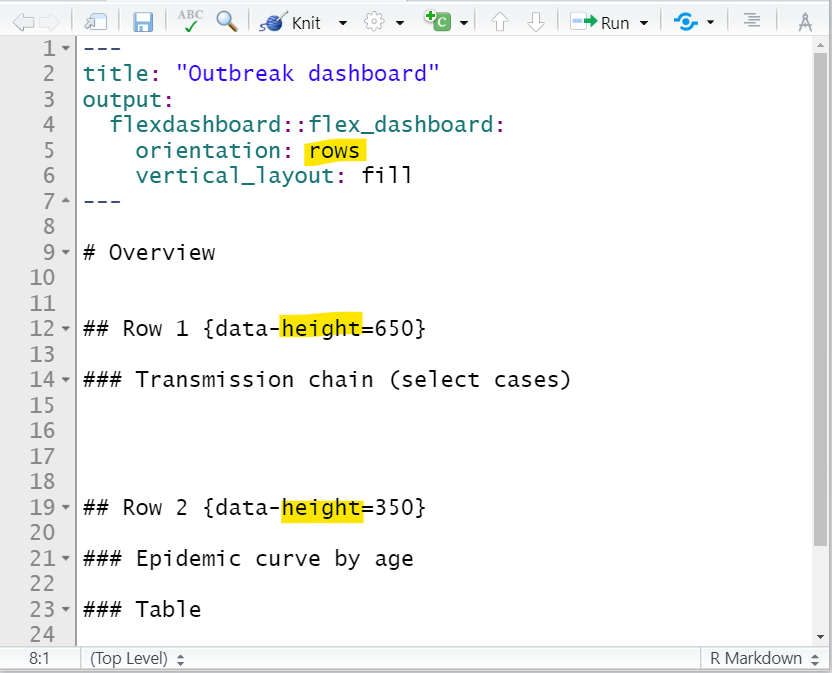 ABC Knit C Run
1 ---
2 title: "Outbreak dashboard"
3 output:
4 flexdashboard::flex_dashboard:
5 orientation: rows
6 vertical_layout: fill
7 ---
8
9 # Overview
10
11
12 ## Row 1 {data-height=650}
13
14 ### Transmission chain (select cases)
15
16
17
18
19 ## Row 2 {data-height=350}
20
21 ### Epidemic curve by age
22
23 ### Table
24
8:1 (Top Level) R Markdown